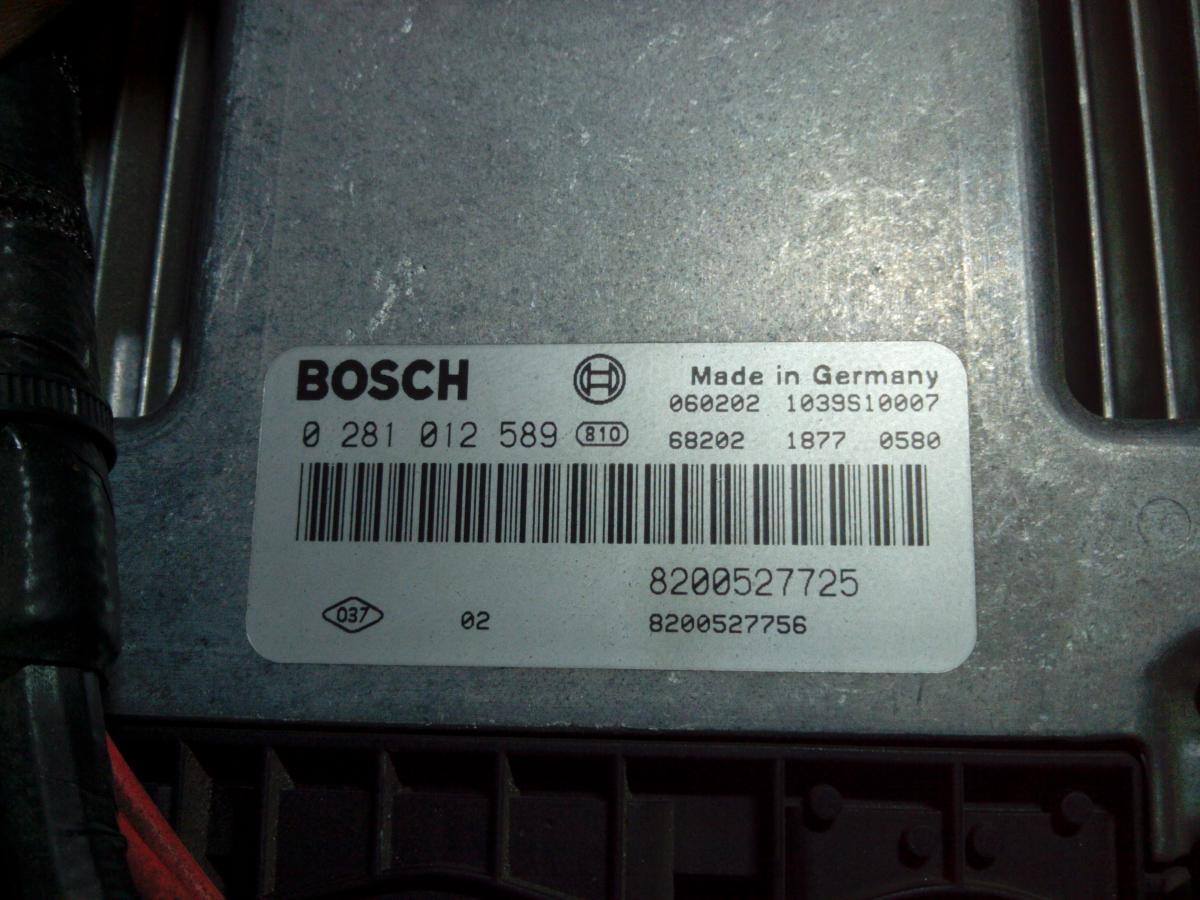 BOSCH
Made in Germany
060202 1039S10007
0 281 012 589 810
68202 1877 0580
8200527725
037 02 8200527756